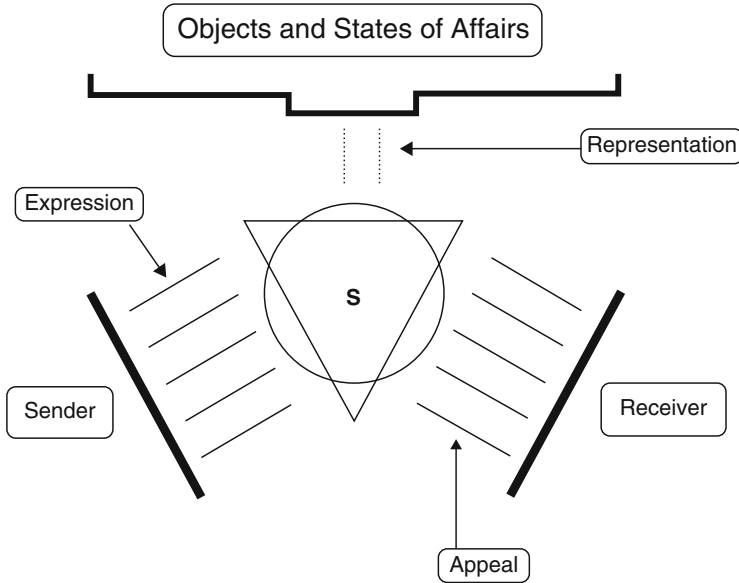 Objects and States of Affairs
Representation
Expression
S
Sender
Receiver
Appeal